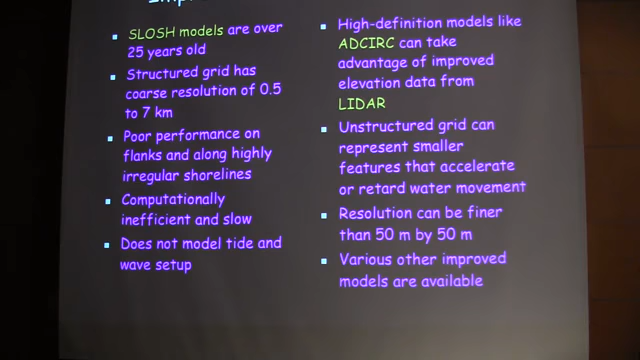 SLOSH models are over
25 years old
Structured grid has
coarse resolution of 0.5
to 7 km
Poor performance on
flanks and along highly
irregular shorelines
Computationally
inefficient and slow
Does not model tide and
wave setup
High-definition models like
ADCIRC can take
advantage of improved
elevation data from
LIDAR
Unstructured grid can
represent smaller
features that accelerate
or retard water movement
Resolution can be finer
than 50 m by 50 m
Various other improved
models are available